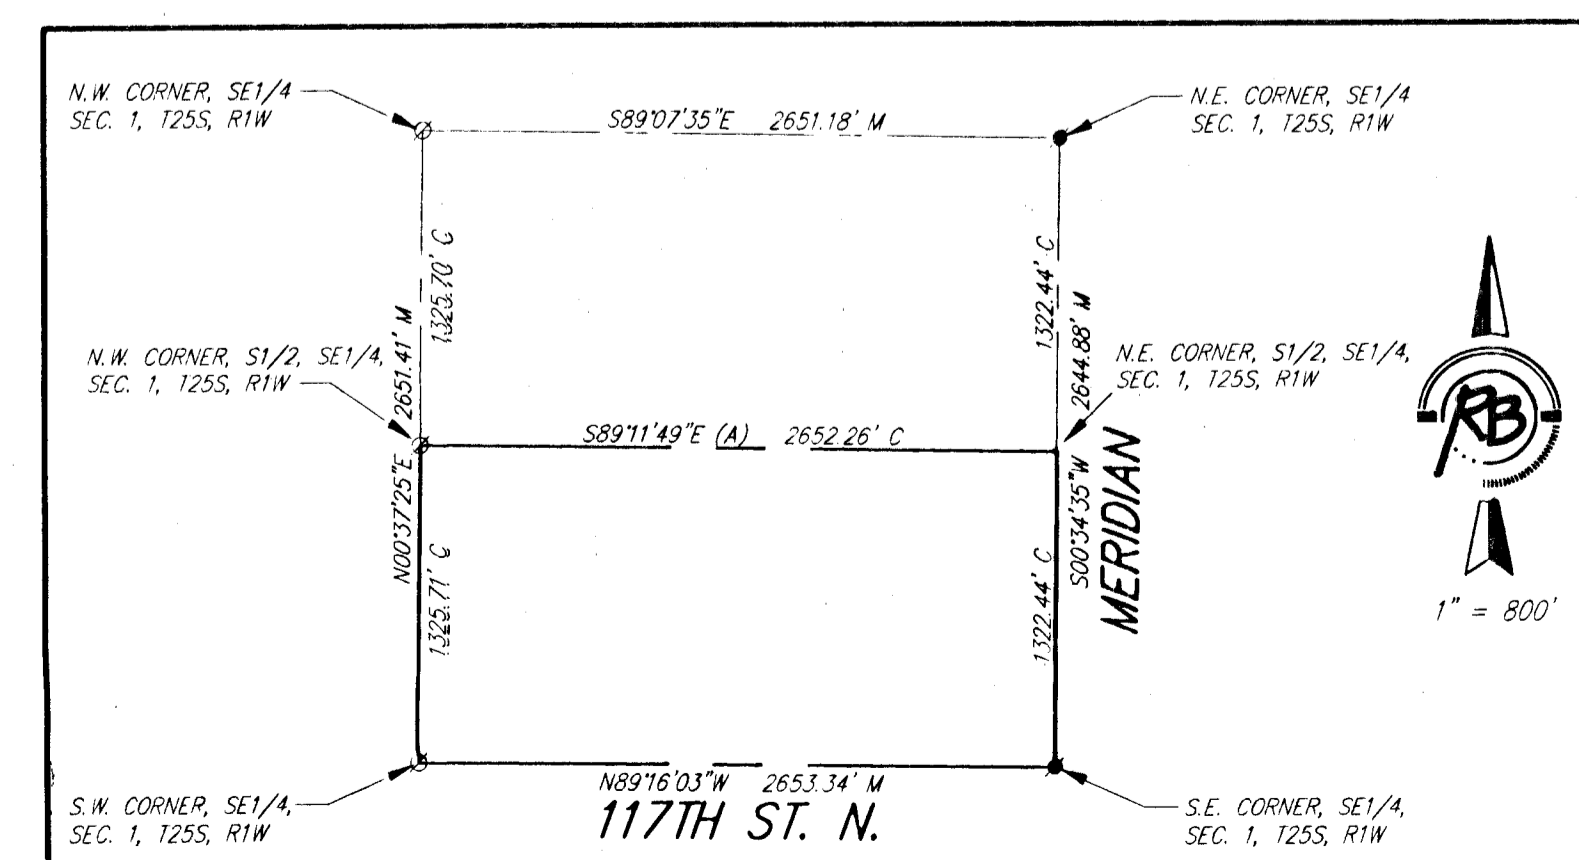 N.W. CORNER, SE1/4
SEC. 1, T25S, R1W
S89°07'35"E 2651.18' M
N.E. CORNER, SE1/4
SEC. 1, T25S, R1W
1325.70' C
2651.41' M
1322.44' C
2644.88' M
N.W. CORNER, S1/2, SE1/4,
SEC. 1, T25S, R1W
N.E. CORNER, S1/2, SE1/4,
SEC. 1, T25S, R1W
RB
S89°11'49"E (A) 2652.26' C
N00°37'25"E
1325.71' C
1322.44' C
S00°34'35"W
MERIDIAN
1" = 800'
N89°16'03"W 2653.34' M
117TH ST. N.
S.W. CORNER, SE1/4,
SEC. 1, T25S, R1W
S.E. CORNER, SE1/4,
SEC. 1, T25S, R1W